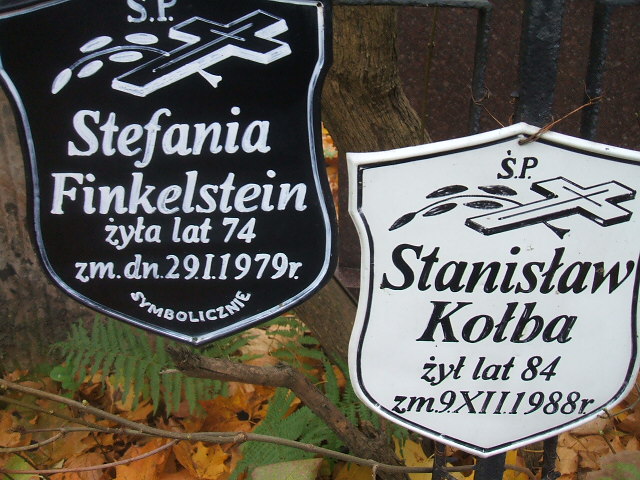 Ś.P.
Stefania
Finkelstein
żyła lat 74
zm.dn.29.I.1979r.
SYMBOLICZNIE
Ś.P.
Stanisław
Kołba
żył lat 84
zm.9.XII.1988r.